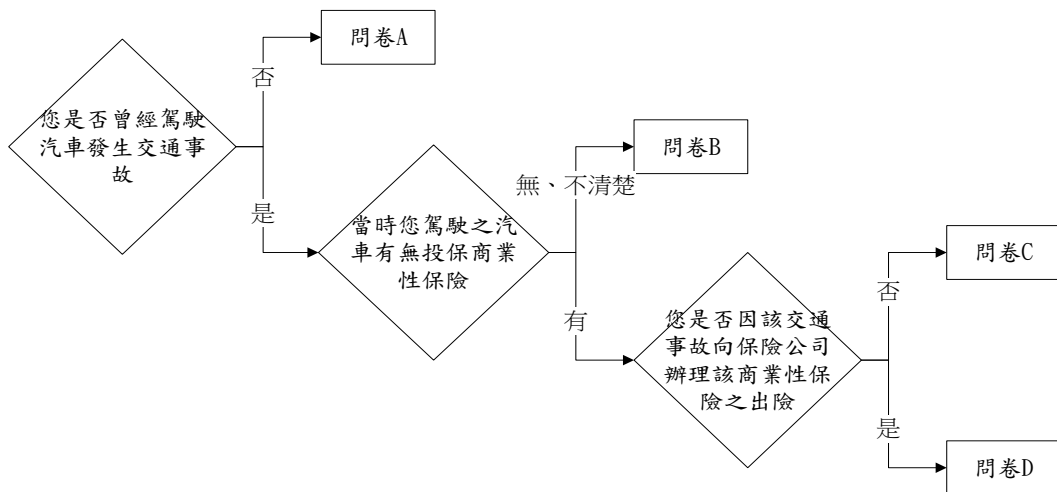 問卷A
否
您是否曾經駕駛
汽車發生交通事
故
是
問卷B
無、不清楚
當時您駕駛之汽
車有無投保商業
性保險
有
問卷C
否
您是否因該交通
事故向保險公司
辦理該商業性保
險之出險
是
問卷D